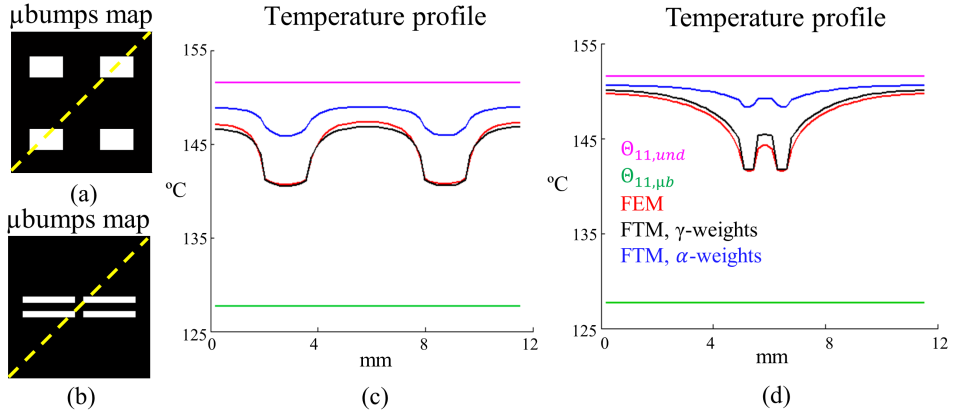 μbumps map
(a)
μbumps map
(b)
Temperature profile
155
145
ºC
135
125
0
4
8
12
mm
(c)
Temperature profile
155
145
ºC
135
125
0
4
8
12
mm
(d)
Θ11,und
Θ11,μb
FEM
FTM, γ-weights
FTM, α-weights